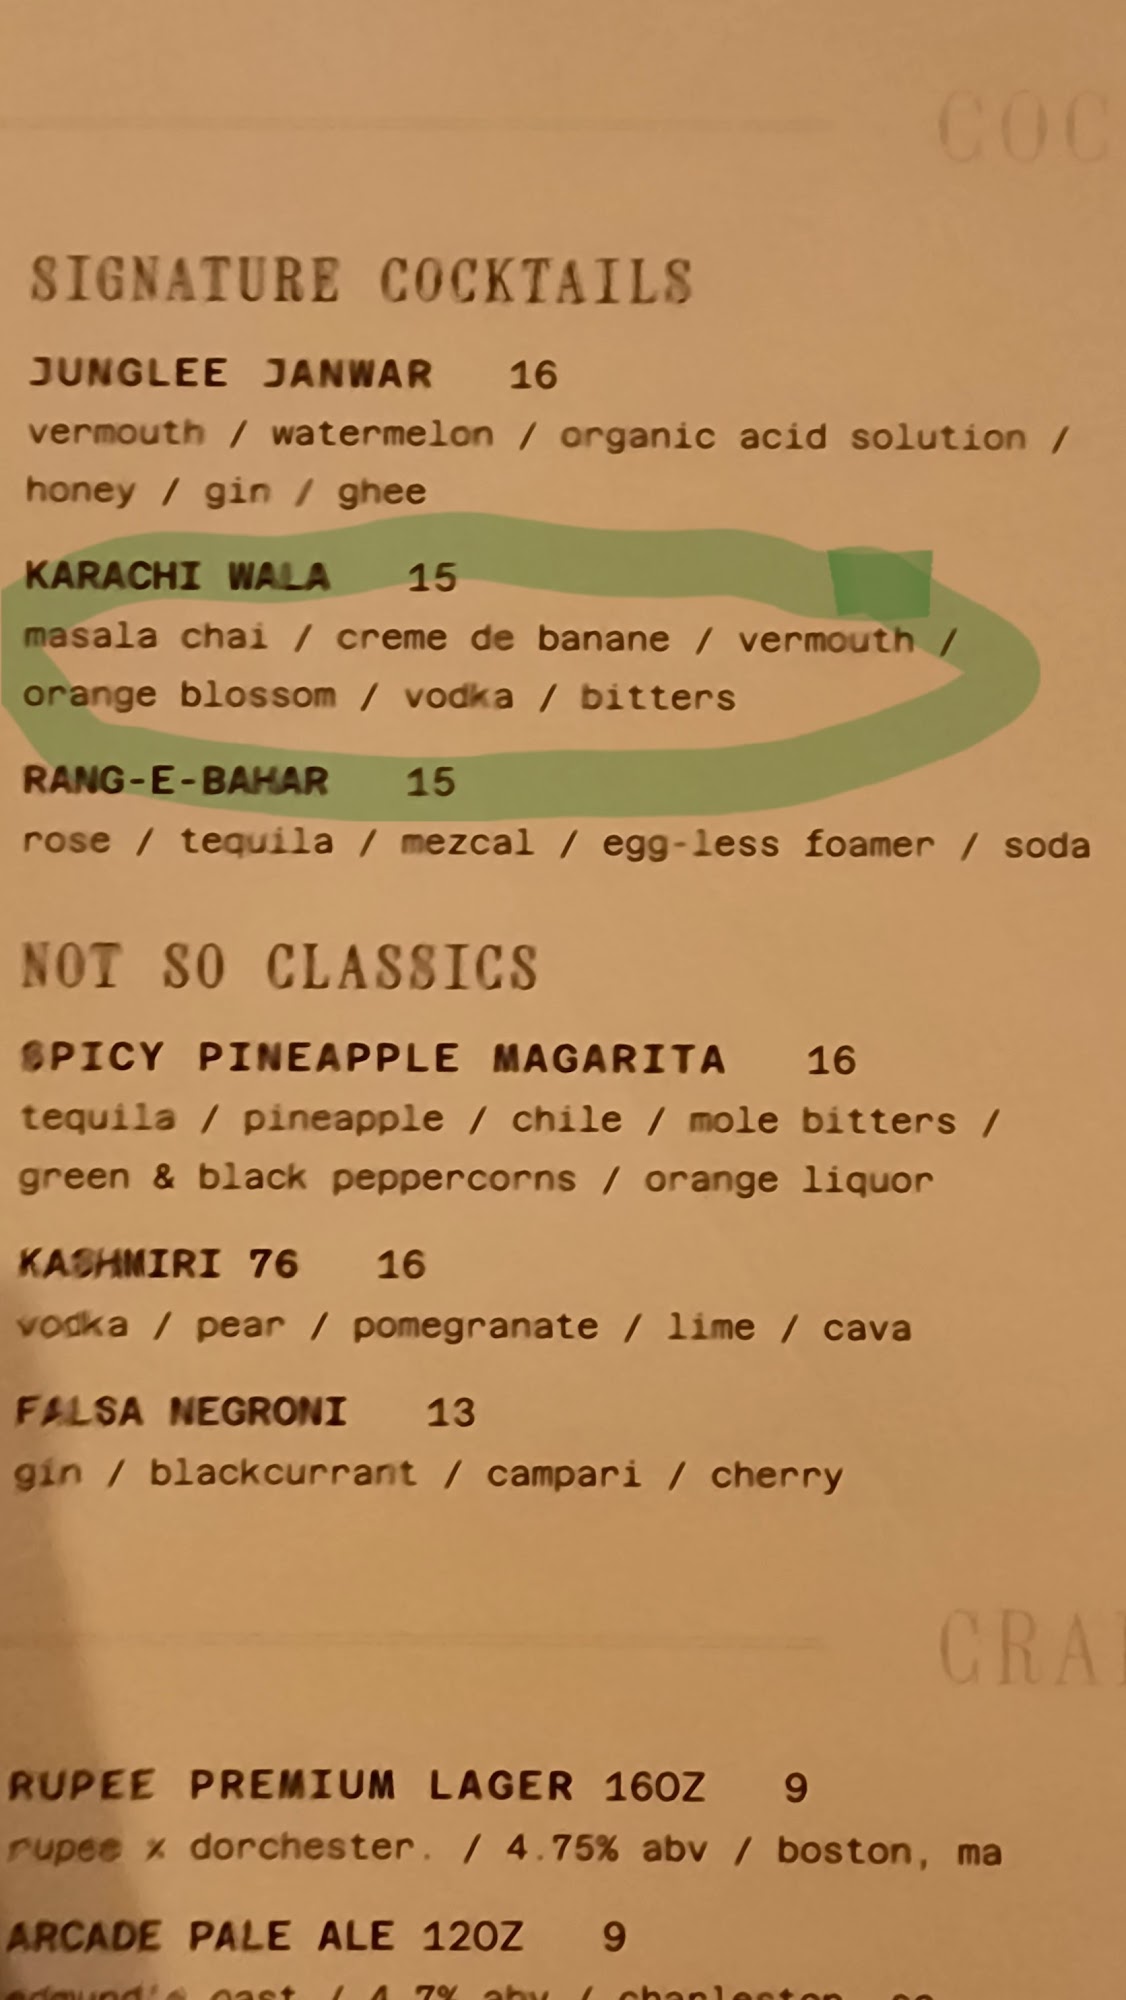 COC
SIGNATURE COCKTAILS
JUNGLEE JANWAR 16
vermouth / watermelon / organic acid solution /
honey / gin / ghee
KARACHI WALA 15
masala chai / creme de banane / vermouth /
orange blossom / vodka / bitters
RANG-E-BAHAR 15
rose / tequila / mezcal / egg-less foamer / soda
NOT SO CLASSICS
SPICY PINEAPPLE MAGARITA 16
tequila / pineapple / chile / mole bitters /
green & black peppercorns / orange liquor
KASHMIRI 76 16
vodka / pear / pomegranate / lime / cava
FALSA NEGRONI 13
gin / blackcurrant / campari / cherry
CRA
RUPEE PREMIUM LAGER 16OZ 9
rupee x dorchester. / 4.75% abv / boston, ma
ARCADE PALE ALE 12OZ 9
/ 4.7% abv /